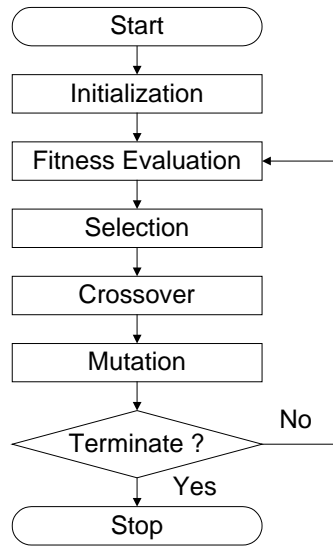 Start
Initialization
Fitness Evaluation
Selection
Crossover
Mutation
Terminate ?
No
Yes
Stop